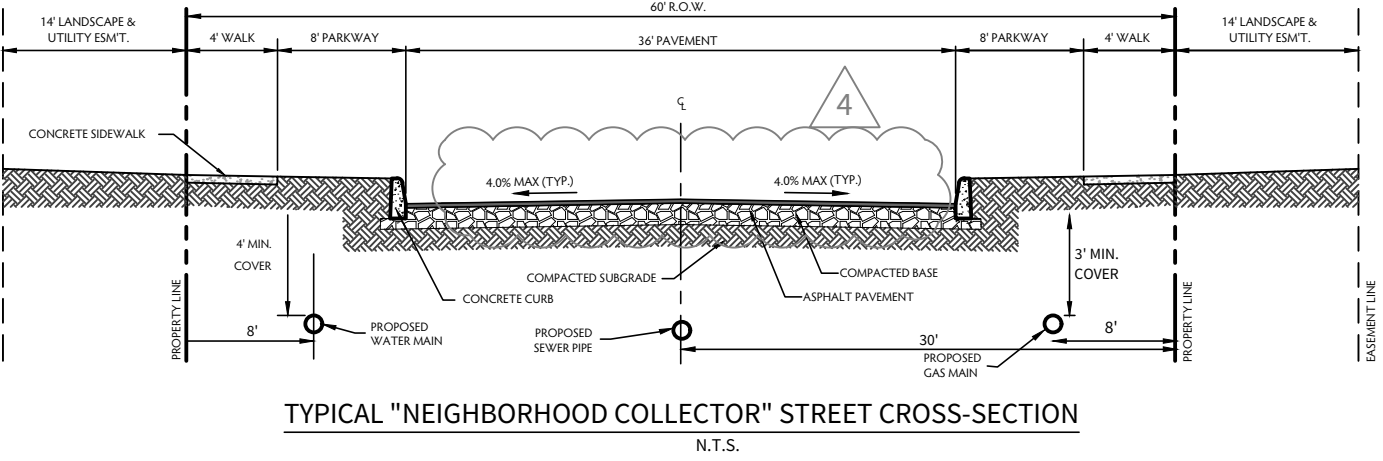 60' R.O.W.
14' LANDSCAPE &
UTILITY ESM'T.
4' WALK
8' PARKWAY
36' PAVEMENT
8' PARKWAY
4' WALK
14' LANDSCAPE &
UTILITY ESM'T.
4
CL
CONCRETE SIDEWALK
4.0% MAX (TYP.)
4.0% MAX (TYP.)
4' MIN.
COVER
3' MIN.
COVER
COMPACTED SUBGRADE
COMPACTED BASE
CONCRETE CURB
ASPHALT PAVEMENT
PROPERTY LINE
8'
PROPOSED
WATER MAIN
PROPOSED
SEWER PIPE
30'
PROPOSED
GAS MAIN
8'
PROPERTY LINE
EASEMENT LINE
TYPICAL "NEIGHBORHOOD COLLECTOR" STREET CROSS-SECTION
N.T.S.